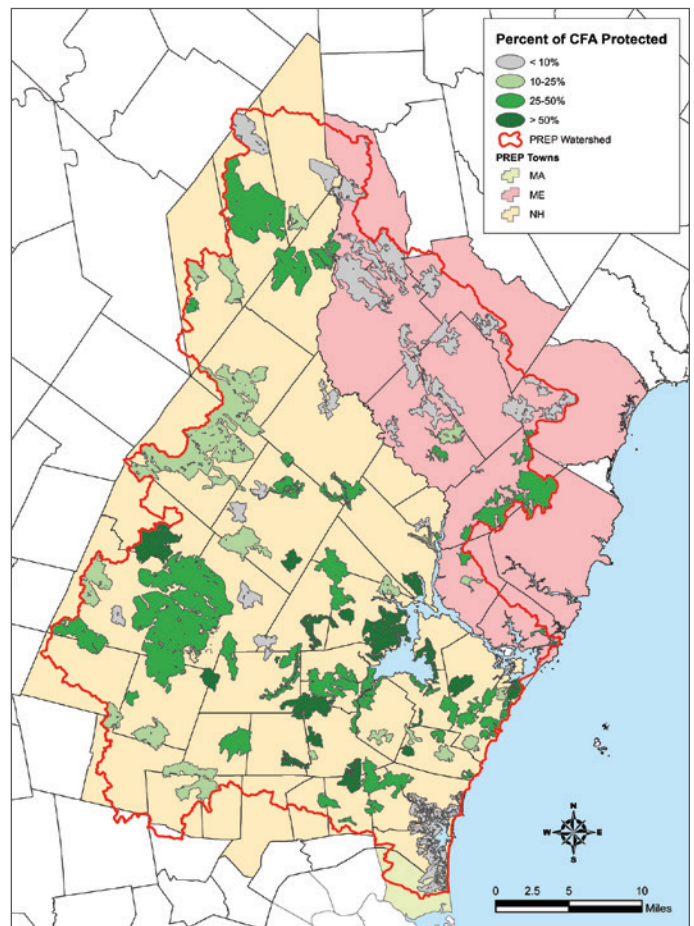 Percent of CFA Protected
< 10%
10-25%
25-50%
> 50%
PREP Watershed
PREP Towns
MA
ME
NH
N
W E
S
0 2.5 5 10
Miles